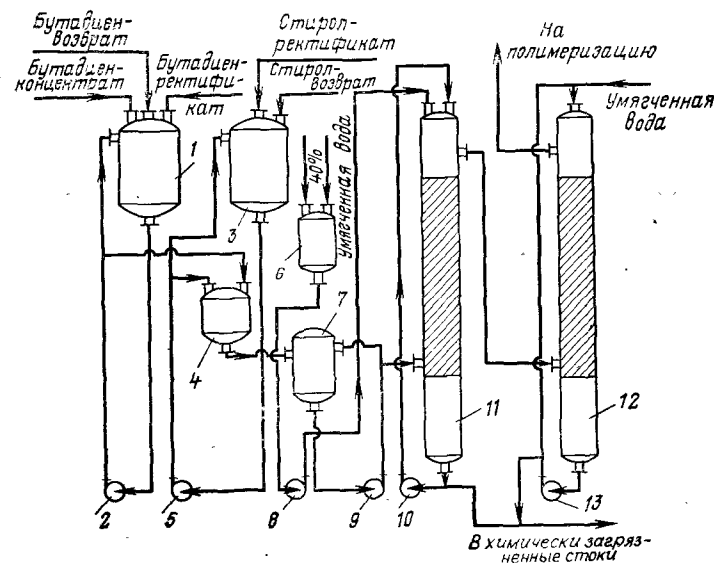 Бутадиен-
возврат
Бутадиен-
концентрат
Бутадиен-
ректифи-
кат
Стирол-
ректификат
Стирол-
возврат
На
полимеризацию
Умягченная
вода
40%
Умягченная вода
1
2
3
4
5
6
7
8
9
10
11
12
13
В химически загряз-
ненные стоки